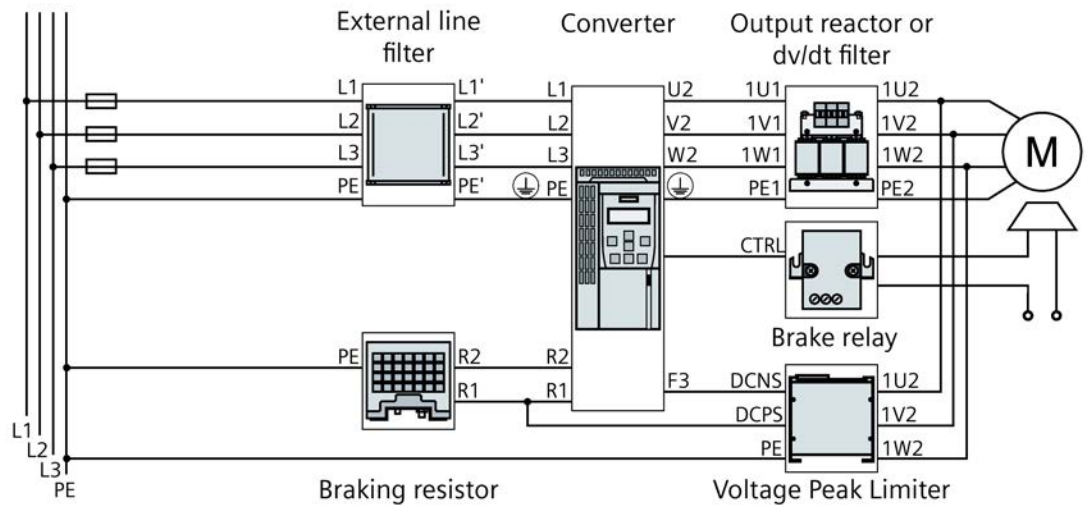 External line filter
Converter
Output reactor or dv/dt filter
L1 L1' L1 U2 1U1 1U2
L2 L2' L2 V2 1V1 1V2
L3 L3' L3 W2 1W1 1W2
M
PE PE' PE PE1 PE2
CTRL
Brake relay
PE R2 R2
F3 DCNS 1U2
R1 R1
DCPS 1V2
PE 1W2
L1
L2
L3
PE
Braking resistor
Voltage Peak Limiter